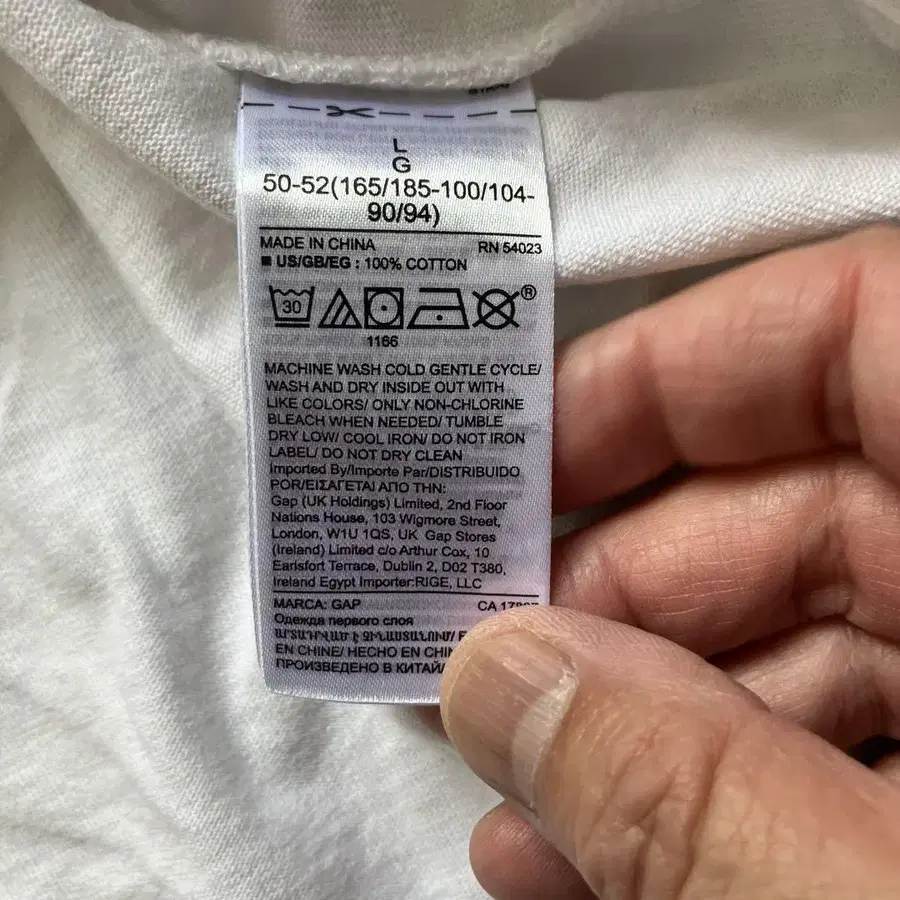 L
G
50-52(165/185-100/104-
90/94)
MADE IN CHINA RN 54023
■ US/GB/EG : 100% COTTON
30 ®
1166
MACHINE WASH COLD GENTLE CYCLE/
WASH AND DRY INSIDE OUT WITH
LIKE COLORS/ ONLY NON-CHLORINE
BLEACH WHEN NEEDED/ TUMBLE
DRY LOW/ COOL IRON/ DO NOT IRON
LABEL/ DO NOT DRY CLEAN
Imported By/Importe Par/DISTRIBUIDO
POR/ΕΙΣΑΓΕΤΑΙ ΑΠΟ ΤΗΝ:
Gap (UK Holdings) Limited, 2nd Floor
Nations House, 103 Wigmore Street,
London, W1U 1QS, UK Gap Stores
(Ireland) Limited c/o Arthur Cox, 10
Earlsfort Terrace, Dublin 2, D02 T380,
Ireland Egypt Importer:RIGE, LLC
MARCA: GAP CA
Одежда первого слоя
ԱՐՏԱԴՐՎԱԾ Է ՉԻՆԱՍՏԱՆՈՒՄ/
EN CHINE/ HECHO EN
ПРОИЗВЕДЕНО В КИТАЙ/